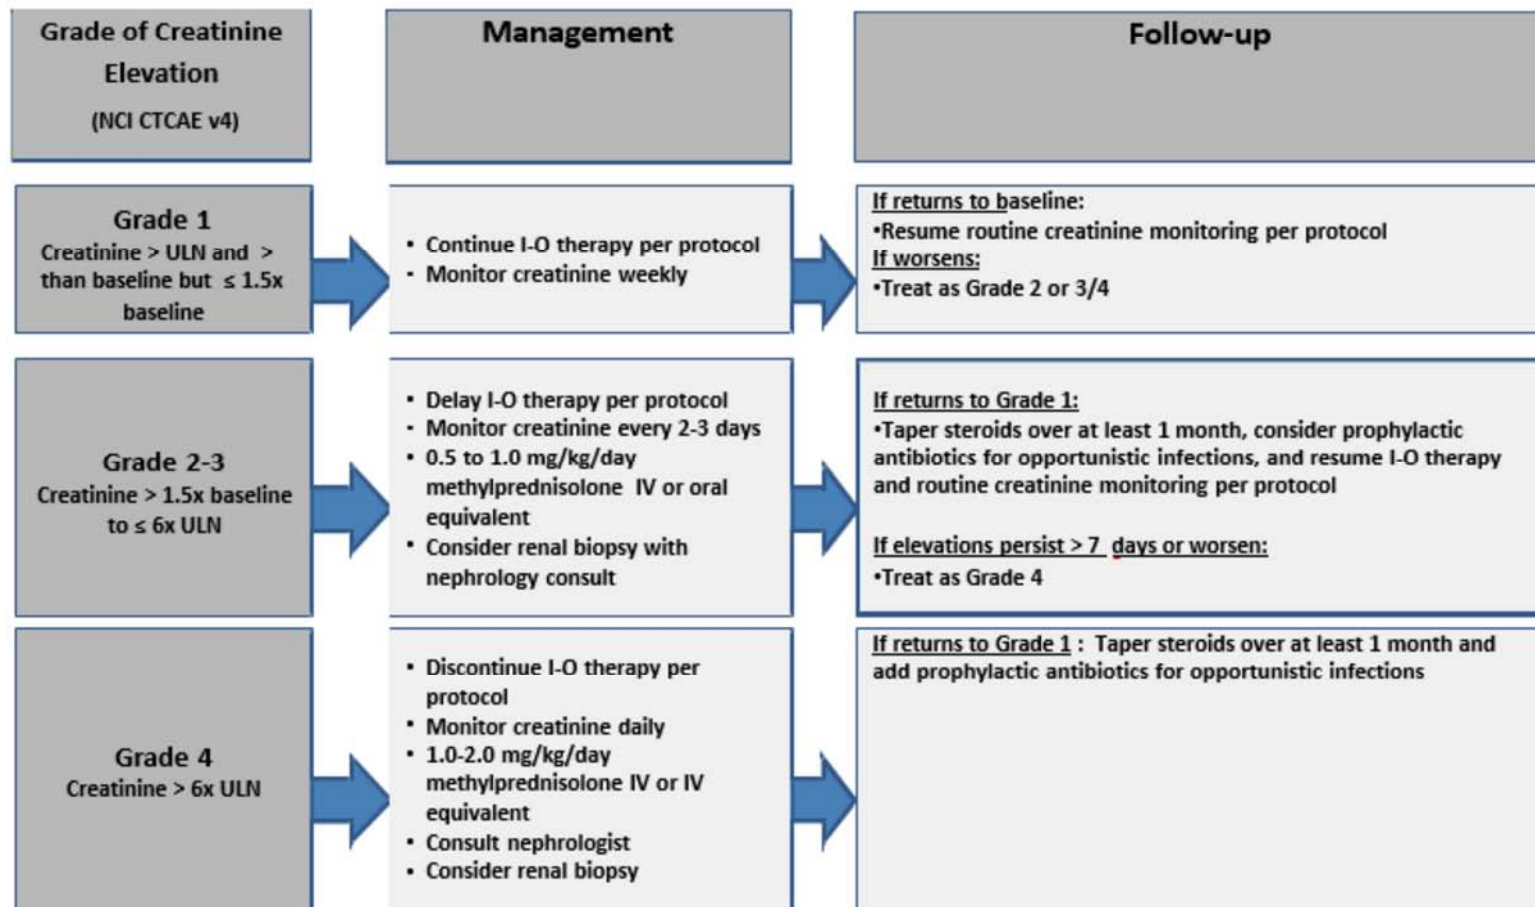 Grade of Creatinine
Elevation
(NCI CTCAE v4)
Management
Follow-up
Grade 1
Creatinine > ULN and >
than baseline but ≤ 1.5x
baseline
• Continue I-O therapy per protocol
• Monitor creatinine weekly
If returns to baseline:
•Resume routine creatinine monitoring per protocol
If worsens:
•Treat as Grade 2 or 3/4
Grade 2-3
Creatinine > 1.5x baseline
to ≤ 6x ULN
• Delay I-O therapy per protocol
• Monitor creatinine every 2-3 days
• 0.5 to 1.0 mg/kg/day
methylprednisolone IV or oral
equivalent
• Consider renal biopsy with
nephrology consult
If returns to Grade 1:
•Taper steroids over at least 1 month, consider prophylactic
antibiotics for opportunistic infections, and resume I-O therapy
and routine creatinine monitoring per protocol
If elevations persist > 7 days or worsen:
•Treat as Grade 4
Grade 4
Creatinine > 6x ULN
• Discontinue I-O therapy per
protocol
• Monitor creatinine daily
• 1.0-2.0 mg/kg/day
methylprednisolone IV or IV
equivalent
• Consult nephrologist
• Consider renal biopsy
If returns to Grade 1 : Taper steroids over at least 1 month and
add prophylactic antibiotics for opportunistic infections